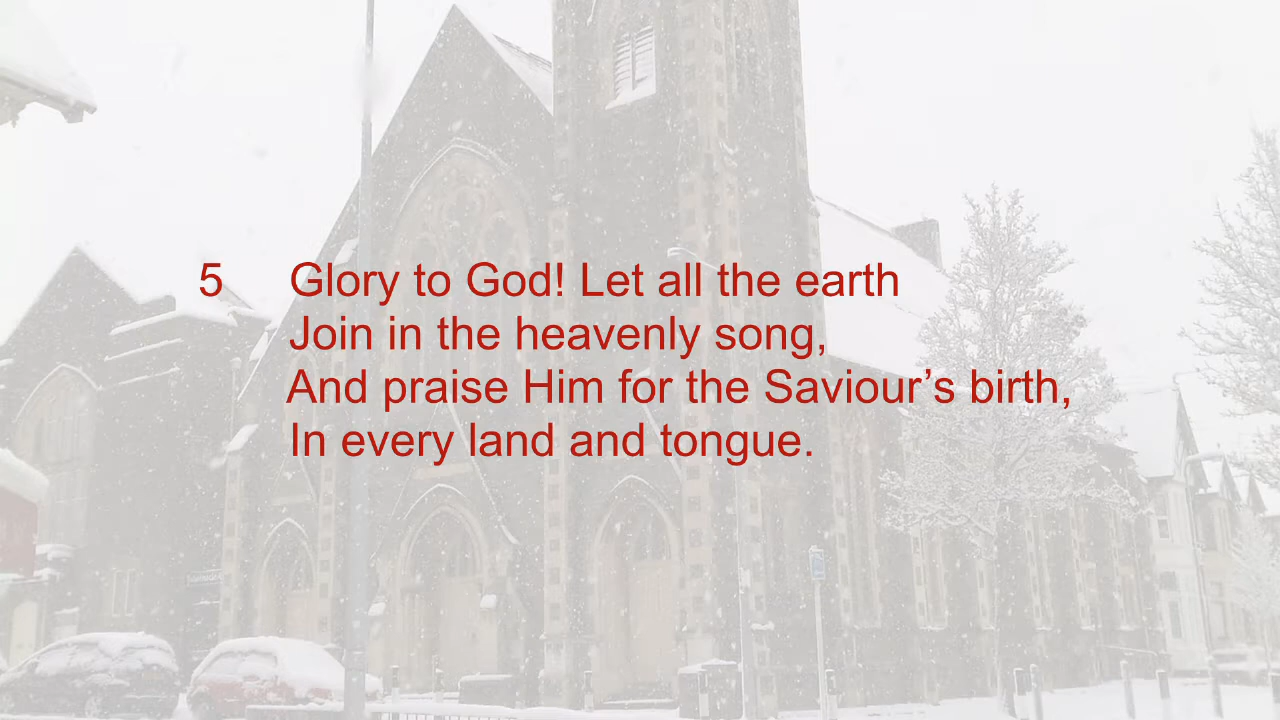 5 Glory to God! Let all the earth
Join in the heavenly song,
And praise Him for the Saviour’s birth,
In every land and tongue.